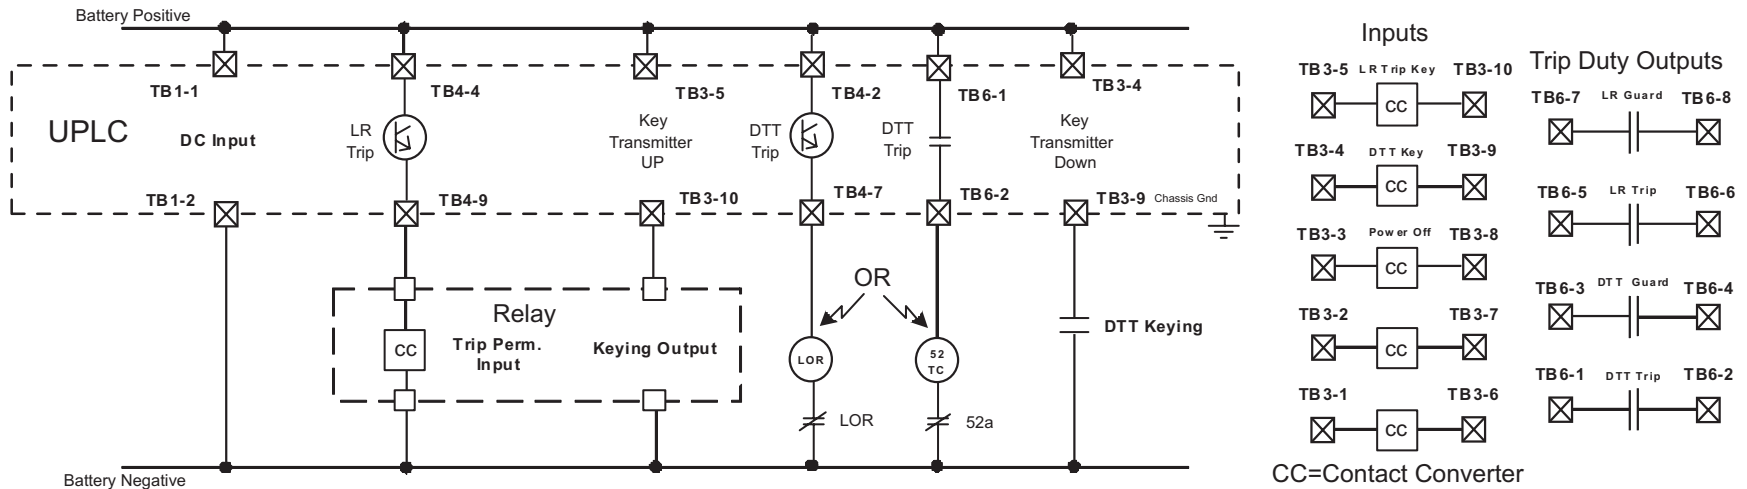 Battery Positive
TB1-1
TB4-4
TB3-5
TB4-2
TB6-1
TB3-4
UPLC
DC Input
LR
Trip
Key
Transmitter
UP
DTT
Trip
DTT
Trip
Key
Transmitter
Down
TB1-2
TB4-9
TB3-10
TB4-7
TB6-2
TB3-9
Chassis Gnd
OR
Relay
CC
Trip Perm.
Input
Keying Output
LOR
52
TC
DTT Keying
LOR
52a
Battery Negative
Inputs
TB3-5
LR Trip Key
TB3-10
CC
TB3-4
DTT Key
TB3-9
CC
TB3-3
Power Off
TB3-8
CC
TB3-2
TB3-7
CC
TB3-1
TB3-6
CC
CC=Contact Converter
Trip Duty Outputs
TB6-7
LR Guard
TB6-8
TB6-5
LR Trip
TB6-6
TB6-3
DTT Guard
TB6-4
TB6-1
DTT Trip
TB6-2